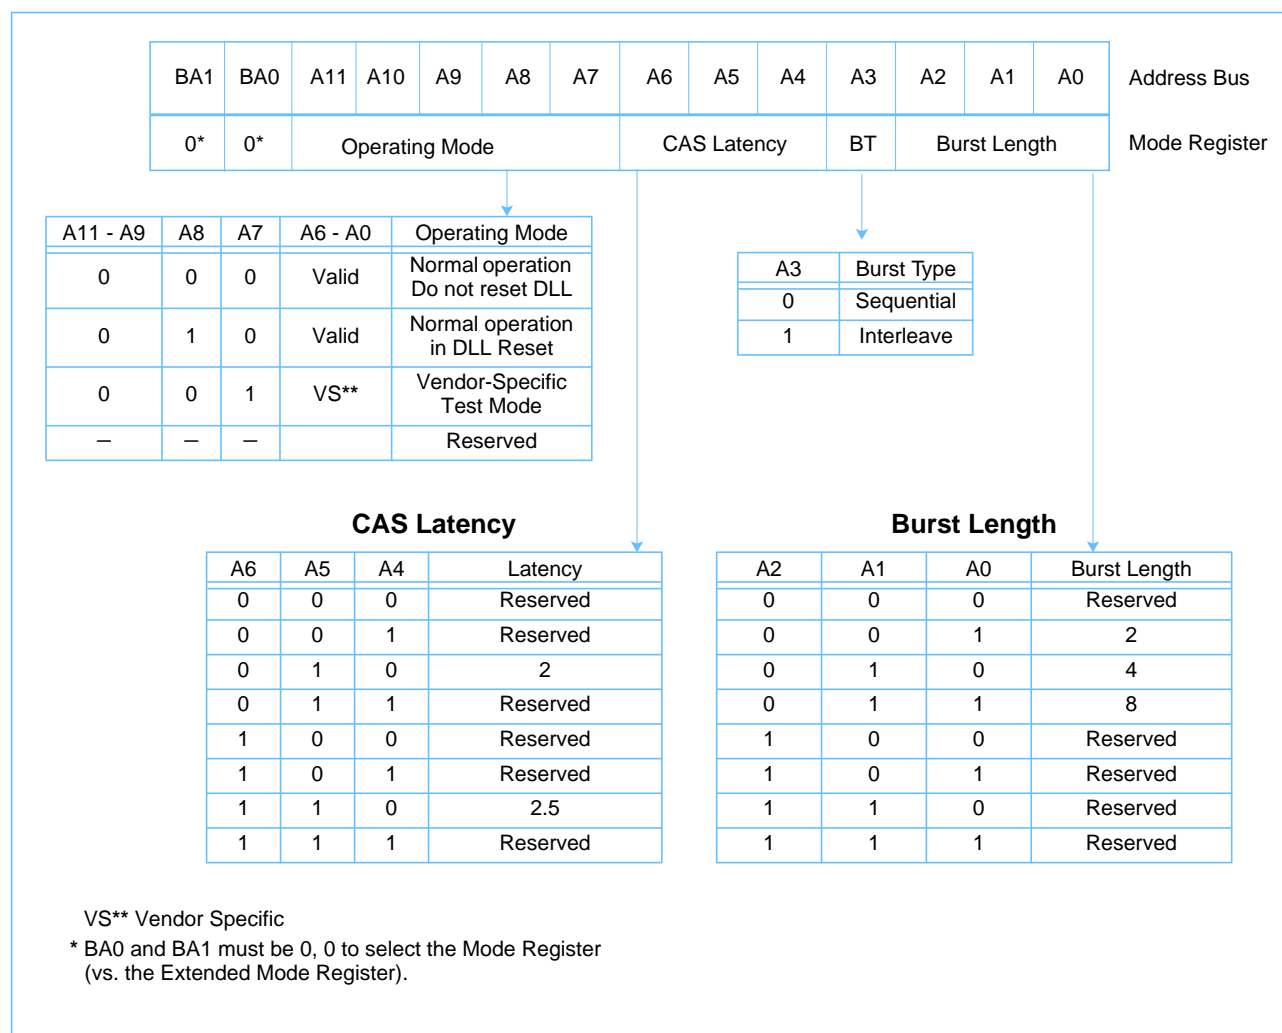 BA1 BA0 A11 A10 A9 A8 A7 A6 A5 A4 A3 A2 A1 A0 Address Bus
0* 0* Operating Mode CAS Latency BT Burst Length Mode Register
A11 - A9 A8 A7 A6 - A0 Operating Mode
0 0 0 Valid Normal operation
Do not reset DLL
0 1 0 Valid Normal operation
in DLL Reset
0 0 1 VS** Vendor-Specific
Test Mode
— — — Reserved
A3 Burst Type
0 Sequential
1 Interleave
CAS Latency
A6 A5 A4 Latency
0 0 0 Reserved
0 0 1 Reserved
0 1 0 2
0 1 1 Reserved
1 0 0 Reserved
1 0 1 Reserved
1 1 0 2.5
1 1 1 Reserved
Burst Length
A2 A1 A0 Burst Length
0 0 0 Reserved
0 0 1 2
0 1 0 4
0 1 1 8
1 0 0 Reserved
1 0 1 Reserved
1 1 0 Reserved
1 1 1 Reserved
VS** Vendor Specific
* BA0 and BA1 must be 0, 0 to select the Mode Register
(vs. the Extended Mode Register).